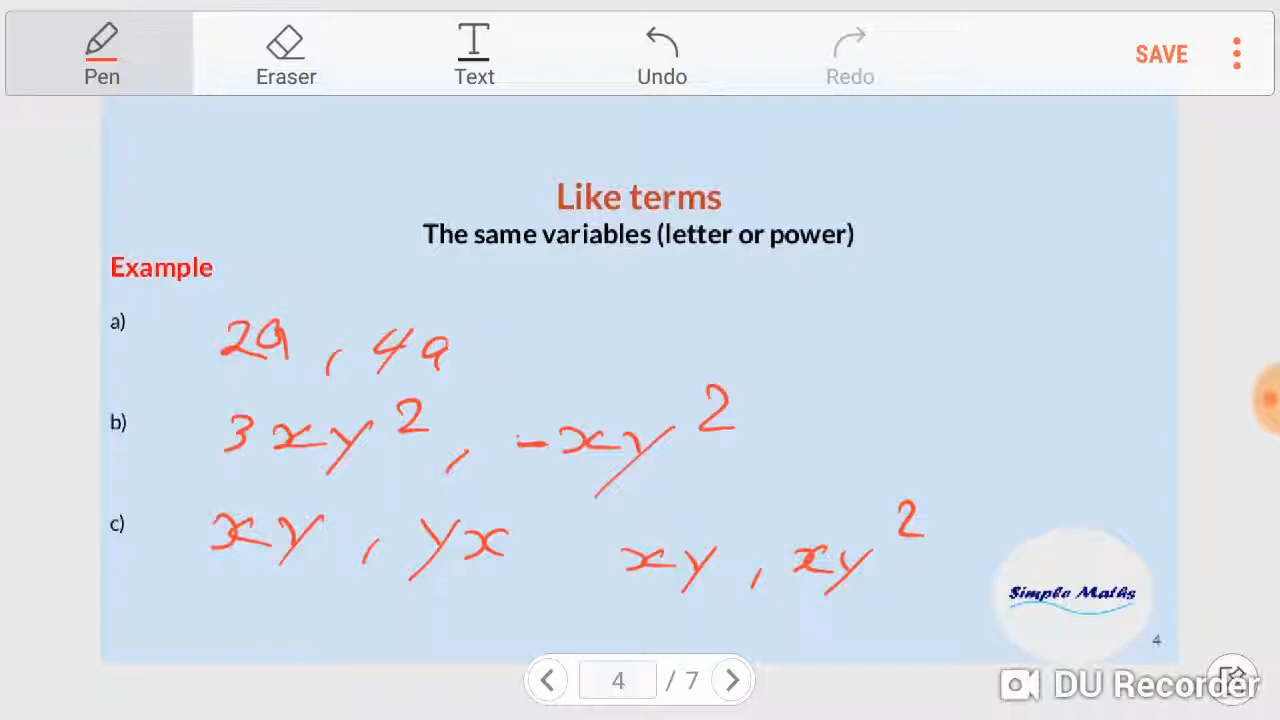 Pen Eraser Text Undo Redo SAVE
Like terms
The same variables (letter or power)
Example
a) 2a , 4a
b) 3xy² , -xy²
c) xy , yx xy , xy²
Simple Maths
4
4 / 7
DU Recorder